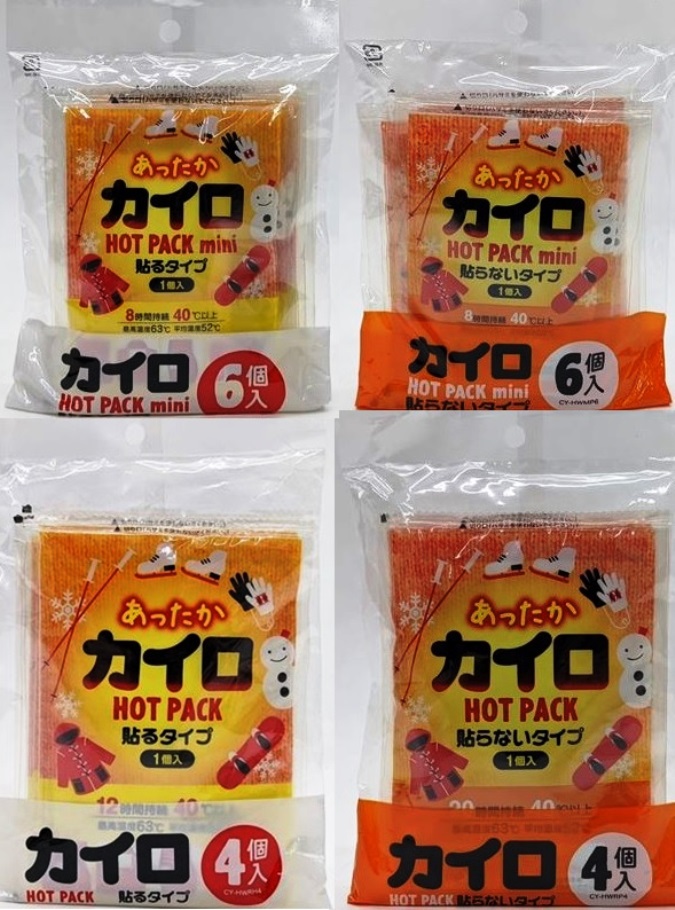 あったか
カイロ
HOT PACK mini
貼るタイプ
1個入
8時間持続 40℃以上
最高温度63℃ 平均温度52℃
カイロ
HOT PACK mini
6個入
あったか
カイロ
HOT PACK mini
貼らないタイプ
1個入
8時間持続 40℃以上
カイロ
HOT PACK mini
貼らないタイプ
6個入
CY-HWMP6
あったか
カイロ
HOT PACK
貼るタイプ
1個入
12時間持続 40℃以上
最高温度63℃
カイロ
HOT PACK 貼るタイプ
4個入
あったか
カイロ
HOT PACK
貼らないタイプ
1個入
20時間持続 40℃以上
カイロ
HOT PACK 貼らないタイプ
4個入
CY-HWRP4